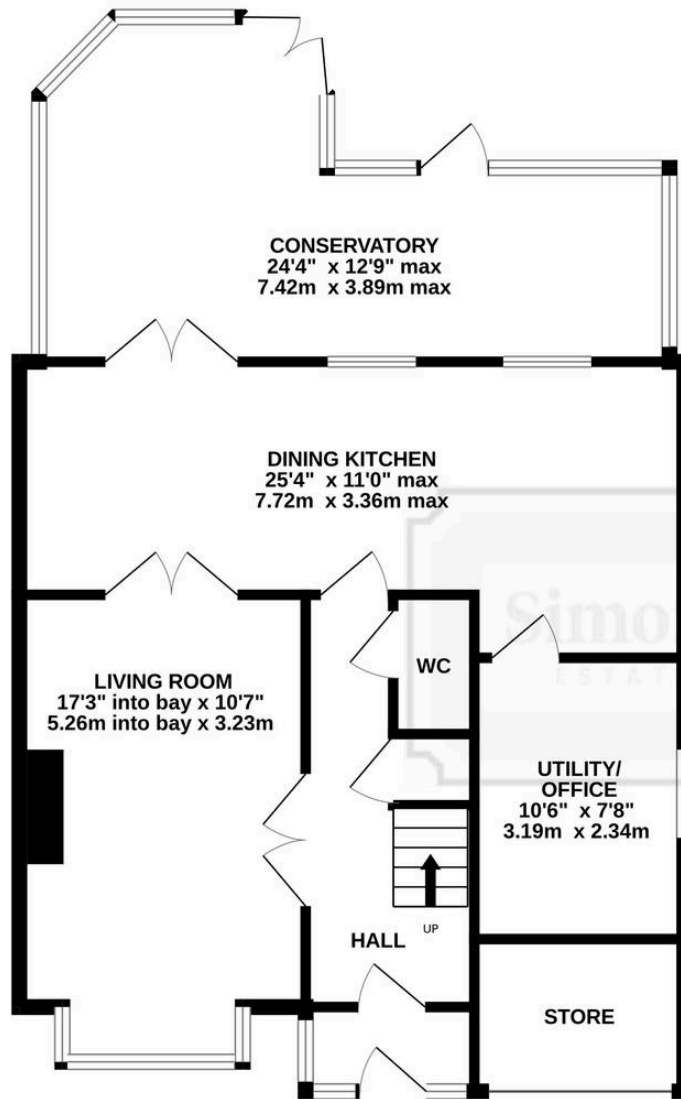 CONSERVATORY
24'4" x 12'9" max
7.42m x 3.89m max
DINING KITCHEN
25'4" x 11'0" max
7.72m x 3.36m max
LIVING ROOM
17'3" into bay x 10'7"
5.26m into bay x 3.23m
WC
UTILITY/
OFFICE
10'6" x 7'8"
3.19m x 2.34m
UP
HALL
STORE